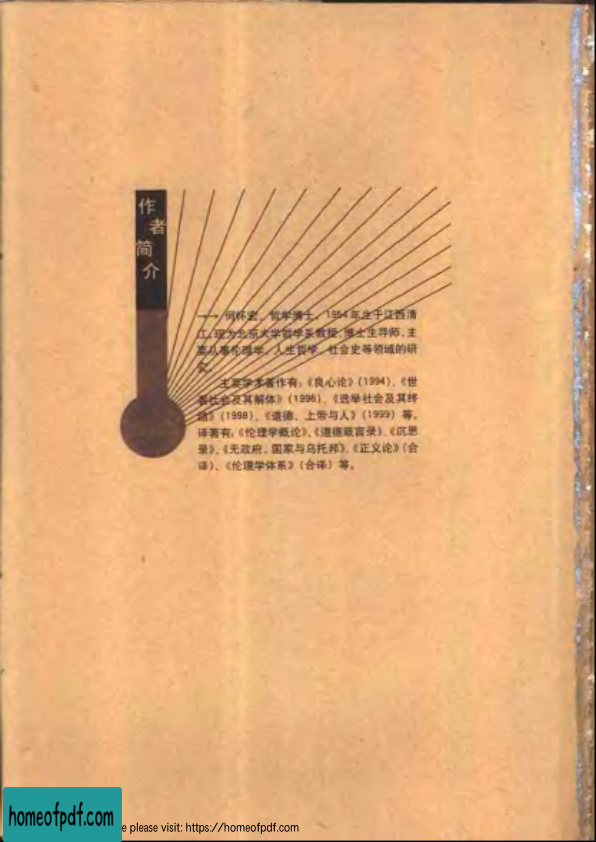 作者简介
何怀宏，哲学博士，1954年生于江西清
江，现为北京大学哲学系教授，博士生导师，主
要从事伦理学、人生哲学、社会史等领域的研
究。
主要学术著作有：《良心论》（1994）、《世
袭社会及其解体》（1996）、《选举社会及其终
结》（1998）、《道德、上帝与人》（1999）等。
译著有：《伦理学概论》、《道德箴言录》、《沉思
录》、《无政府、国家与乌托邦》、《正义论》（合
译）、《伦理学体系》（合译）等。
homeofpdf.com
e please visit: https://homeofpdf.com